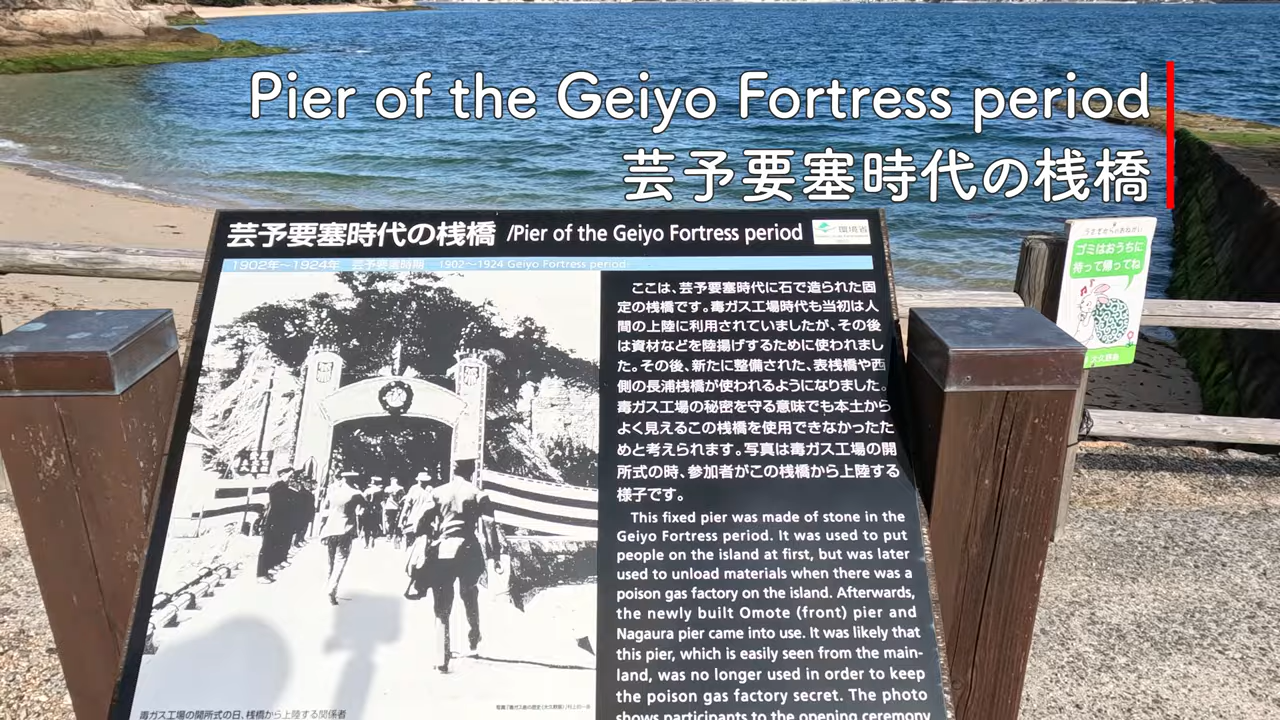 Pier of the Geiyo Fortress period
芸予要塞時代の桟橋
芸予要塞時代の桟橋 /Pier of the Geiyo Fortress period
環境省
1902年～1924年 芸予要塞時期 1902～1924 Geiyo Fortress period
ここは、芸予要塞時代に石で造られた固
定の桟橋です。毒ガス工場時代も当初は人
間の上陸に利用されていましたが、その後
は資材などを陸揚げするために使われまし
た。その後、新たに整備された、表桟橋や西
側の長浦桟橋が使われるようになりました。
毒ガス工場の秘密を守る意味でも本土から
よく見えるこの桟橋を使用できなかったた
めと考えられます。写真は毒ガス工場の開
所式の時、参加者がこの桟橋から上陸する
様子です。
This fixed pier was made of stone in the
Geiyo Fortress period. It was used to put
people on the island at first, but was later
used to unload materials when there was a
poison gas factory on the island. Afterwards,
the newly built Omote (front) pier and
Nagaura pier came into use. It was likely that
this pier, which is easily seen from the main-
land, was no longer used in order to keep
the poison gas factory secret. The photo
shows participants to the opening ceremony
毒ガス工場の開所式の日、桟橋から上陸する関係者
うさぎからのおねがい
ゴミはおうちに
持って帰ってね
大久野島